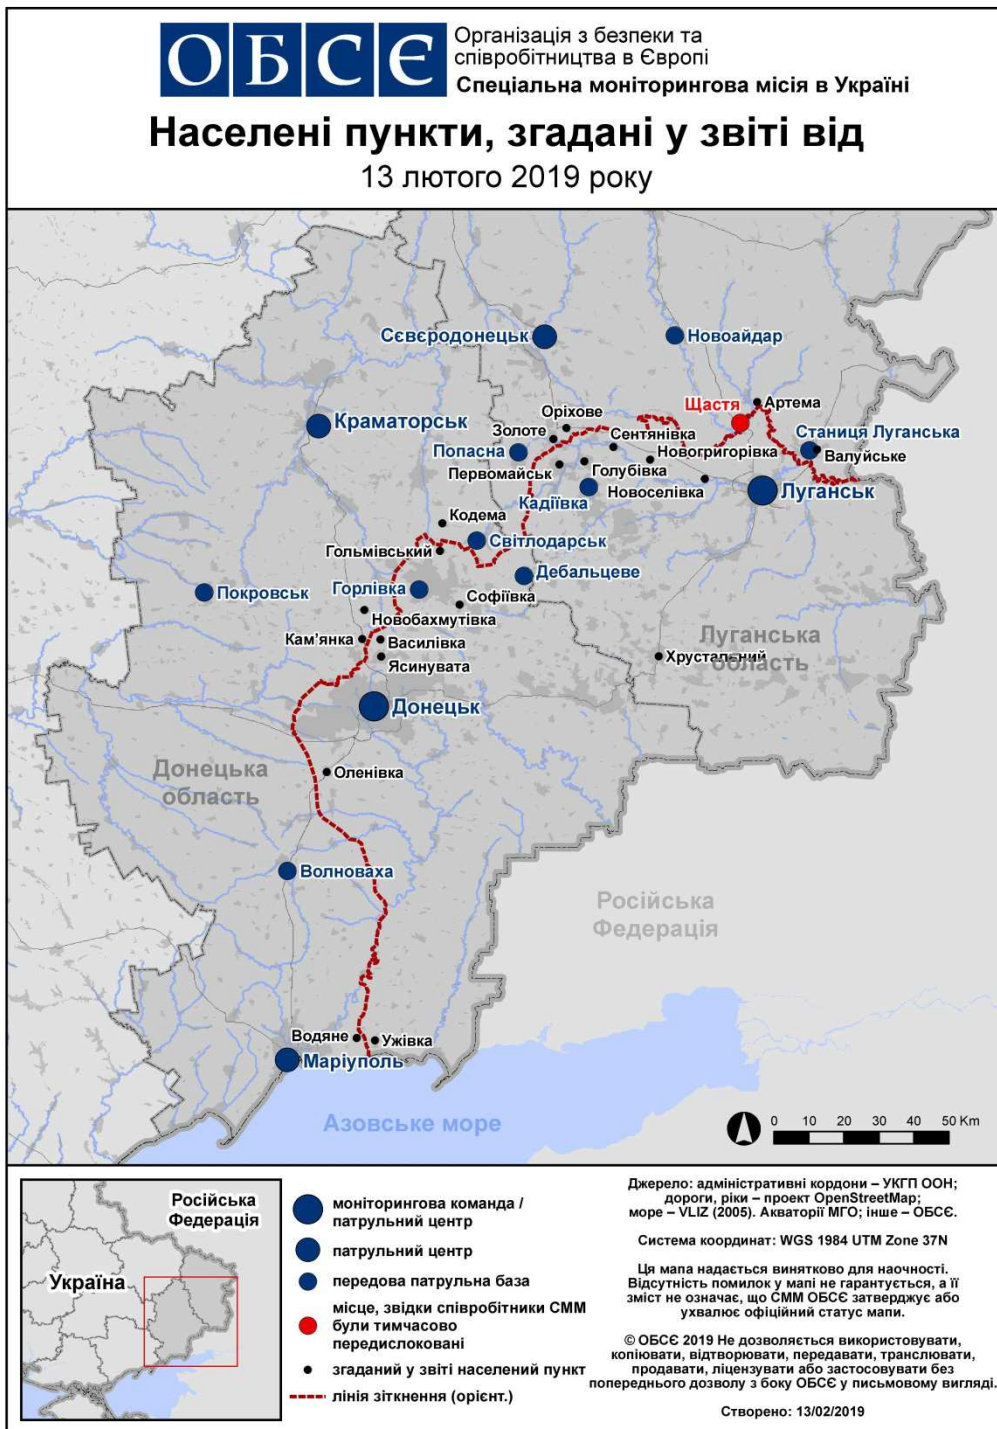 ОБСЄ
Організація з безпеки та
співробітництва в Європі
Спеціальна моніторингова місія в Україні
Населені пункти, згадані у звіті від
13 лютого 2019 року
Сєвєродонецьк
Новоайдар
Щастя
Артема
Краматорськ
Оріхове
Золоте
Сентянівка
Станиця Луганська
Попасна
Новогригорівка
Валуйське
Первомайськ
Голубівка
Новоселівка
Луганськ
Кадіївка
Кодема
Світлодарськ
Гольмівський
Дебальцеве
Горлівка
Покровськ
Софіївка
Новобахмутівка
Кам’янка
Василівка
Ясинувата
Луганська
область
Хрустальний
Донецьк
Донецька
область
Оленівка
Волноваха
Російська
Федерація
Водяне
Ужівка
Маріуполь
Азовське море
0 10 20 30 40 50 Km
Російська
Федерація
Україна
моніторингова команда /
патрульний центр
патрульний центр
передова патрульна база
місце, звідки співробітники СММ
були тимчасово
передислоковані
згаданий у звіті населений пункт
лінія зіткнення (орієнт.)
Джерело: адміністративні кордони – УКГП ООН;
дороги, ріки – проект OpenStreetMap;
море – VLIZ (2005). Акваторії МГО; інше – ОБСЄ.
Система координат: WGS 1984 UTM Zone 37N
Ця мапа надається винятково для наочності.
Відсутність помилок у мапі не гарантується, а її
зміст не означає, що СММ ОБСЄ затверджує або
ухвалює офіційний статус мапи.
© ОБСЄ 2019 Не дозволяється використовувати,
копіювати, відтворювати, передавати, транслювати,
продавати, ліцензувати або застосовувати без
попереднього дозволу з боку ОБСЄ у письмовому вигляді.
Створено: 13/02/2019